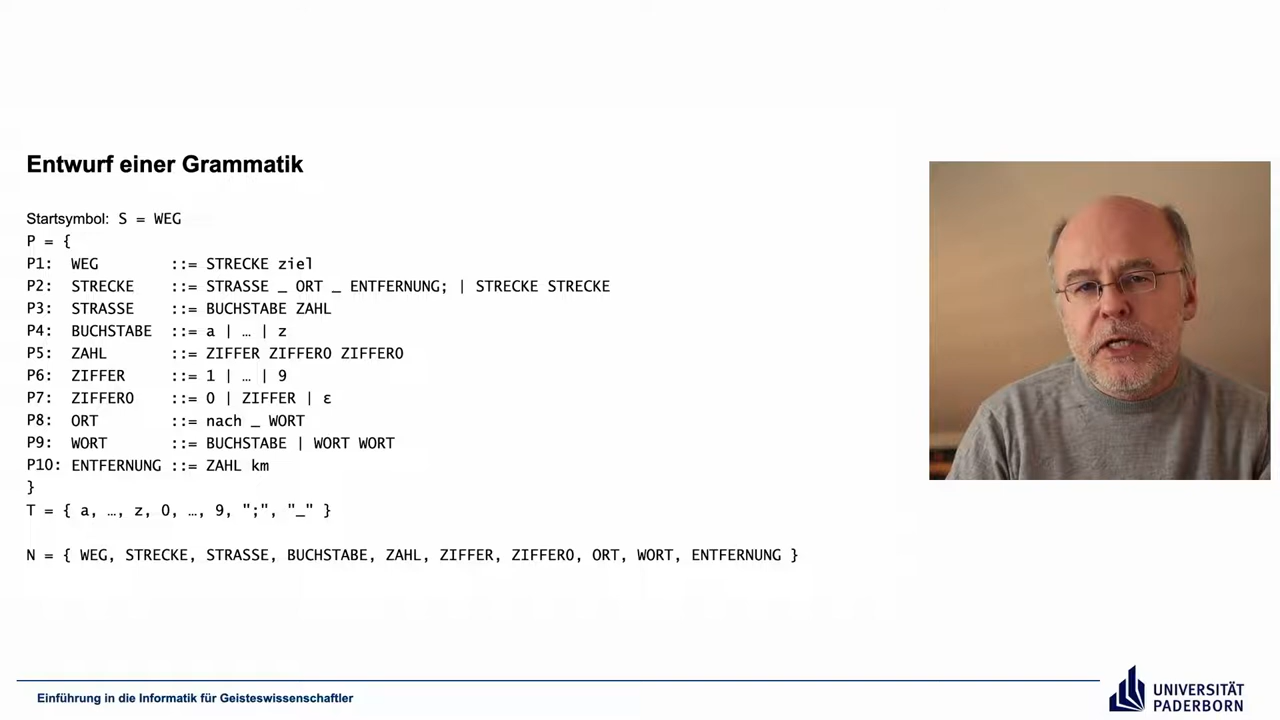 Entwurf einer Grammatik
Startsymbol: S = WEG
P = {
P1: WEG ::= STRECKE ziel
P2: STRECKE ::= STRASSE _ ORT _ ENTFERNUNG; | STRECKE STRECKE
P3: STRASSE ::= BUCHSTABE ZAHL
P4: BUCHSTABE ::= a | … | z
P5: ZAHL ::= ZIFFER ZIFFER0 ZIFFER0
P6: ZIFFER ::= 1 | … | 9
P7: ZIFFER0 ::= 0 | ZIFFER | ε
P8: ORT ::= nach _ WORT
P9: WORT ::= BUCHSTABE | WORT WORT
P10: ENTFERNUNG ::= ZAHL km
}
T = { a, …, z, 0, …, 9, ";", "_" }
N = { WEG, STRECKE, STRASSE, BUCHSTABE, ZAHL, ZIFFER, ZIFFER0, ORT, WORT, ENTFERNUNG }
Einführung in die Informatik für Geisteswissenschaftler
UNIVERSITÄT
PADERBORN